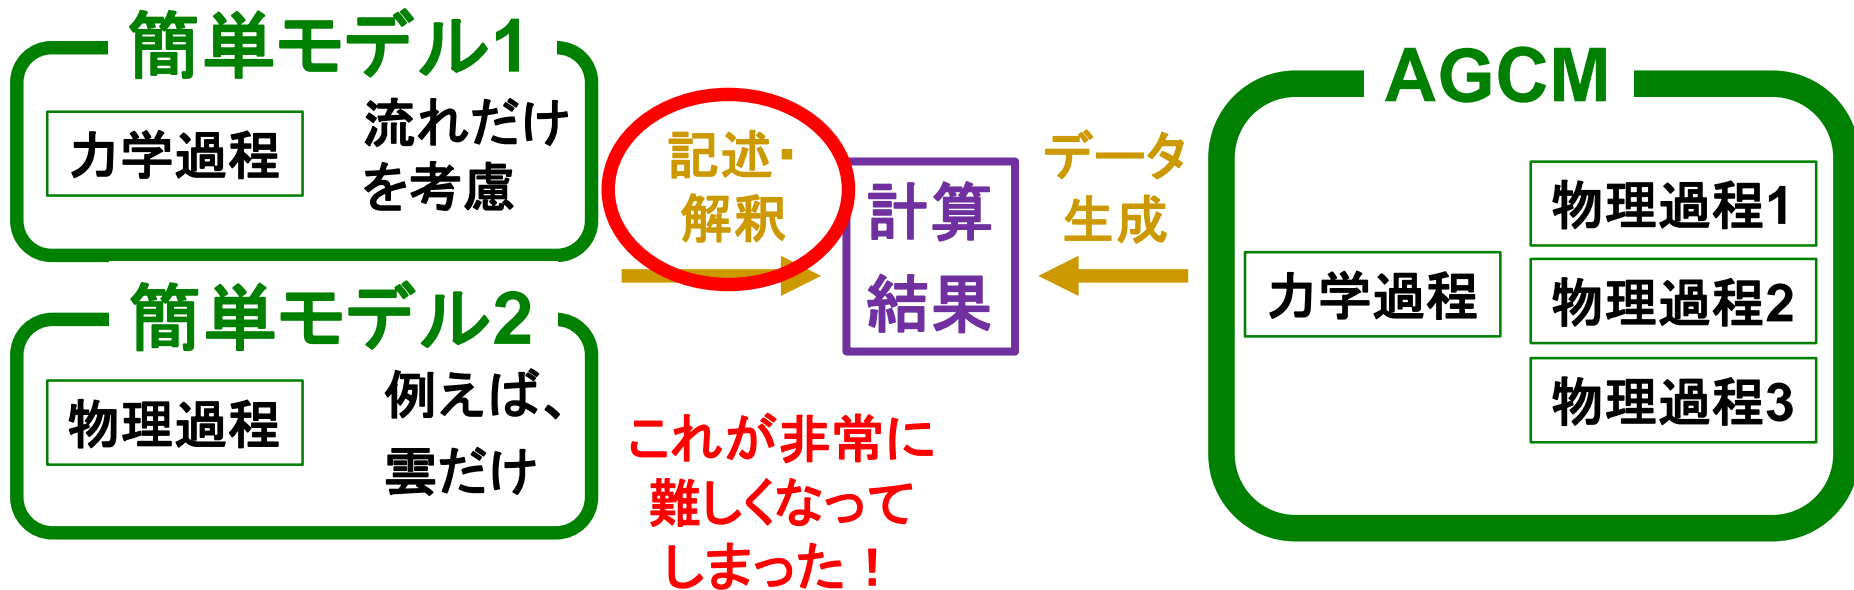 簡単モデル1
力学過程
流れだけ
を考慮
簡単モデル2
物理過程
例えば、
雲だけ
記述・
解釈
計算
結果
これが非常に
難しくなって
しまった！
データ
生成
AGCM
力学過程
物理過程1
物理過程2
物理過程3